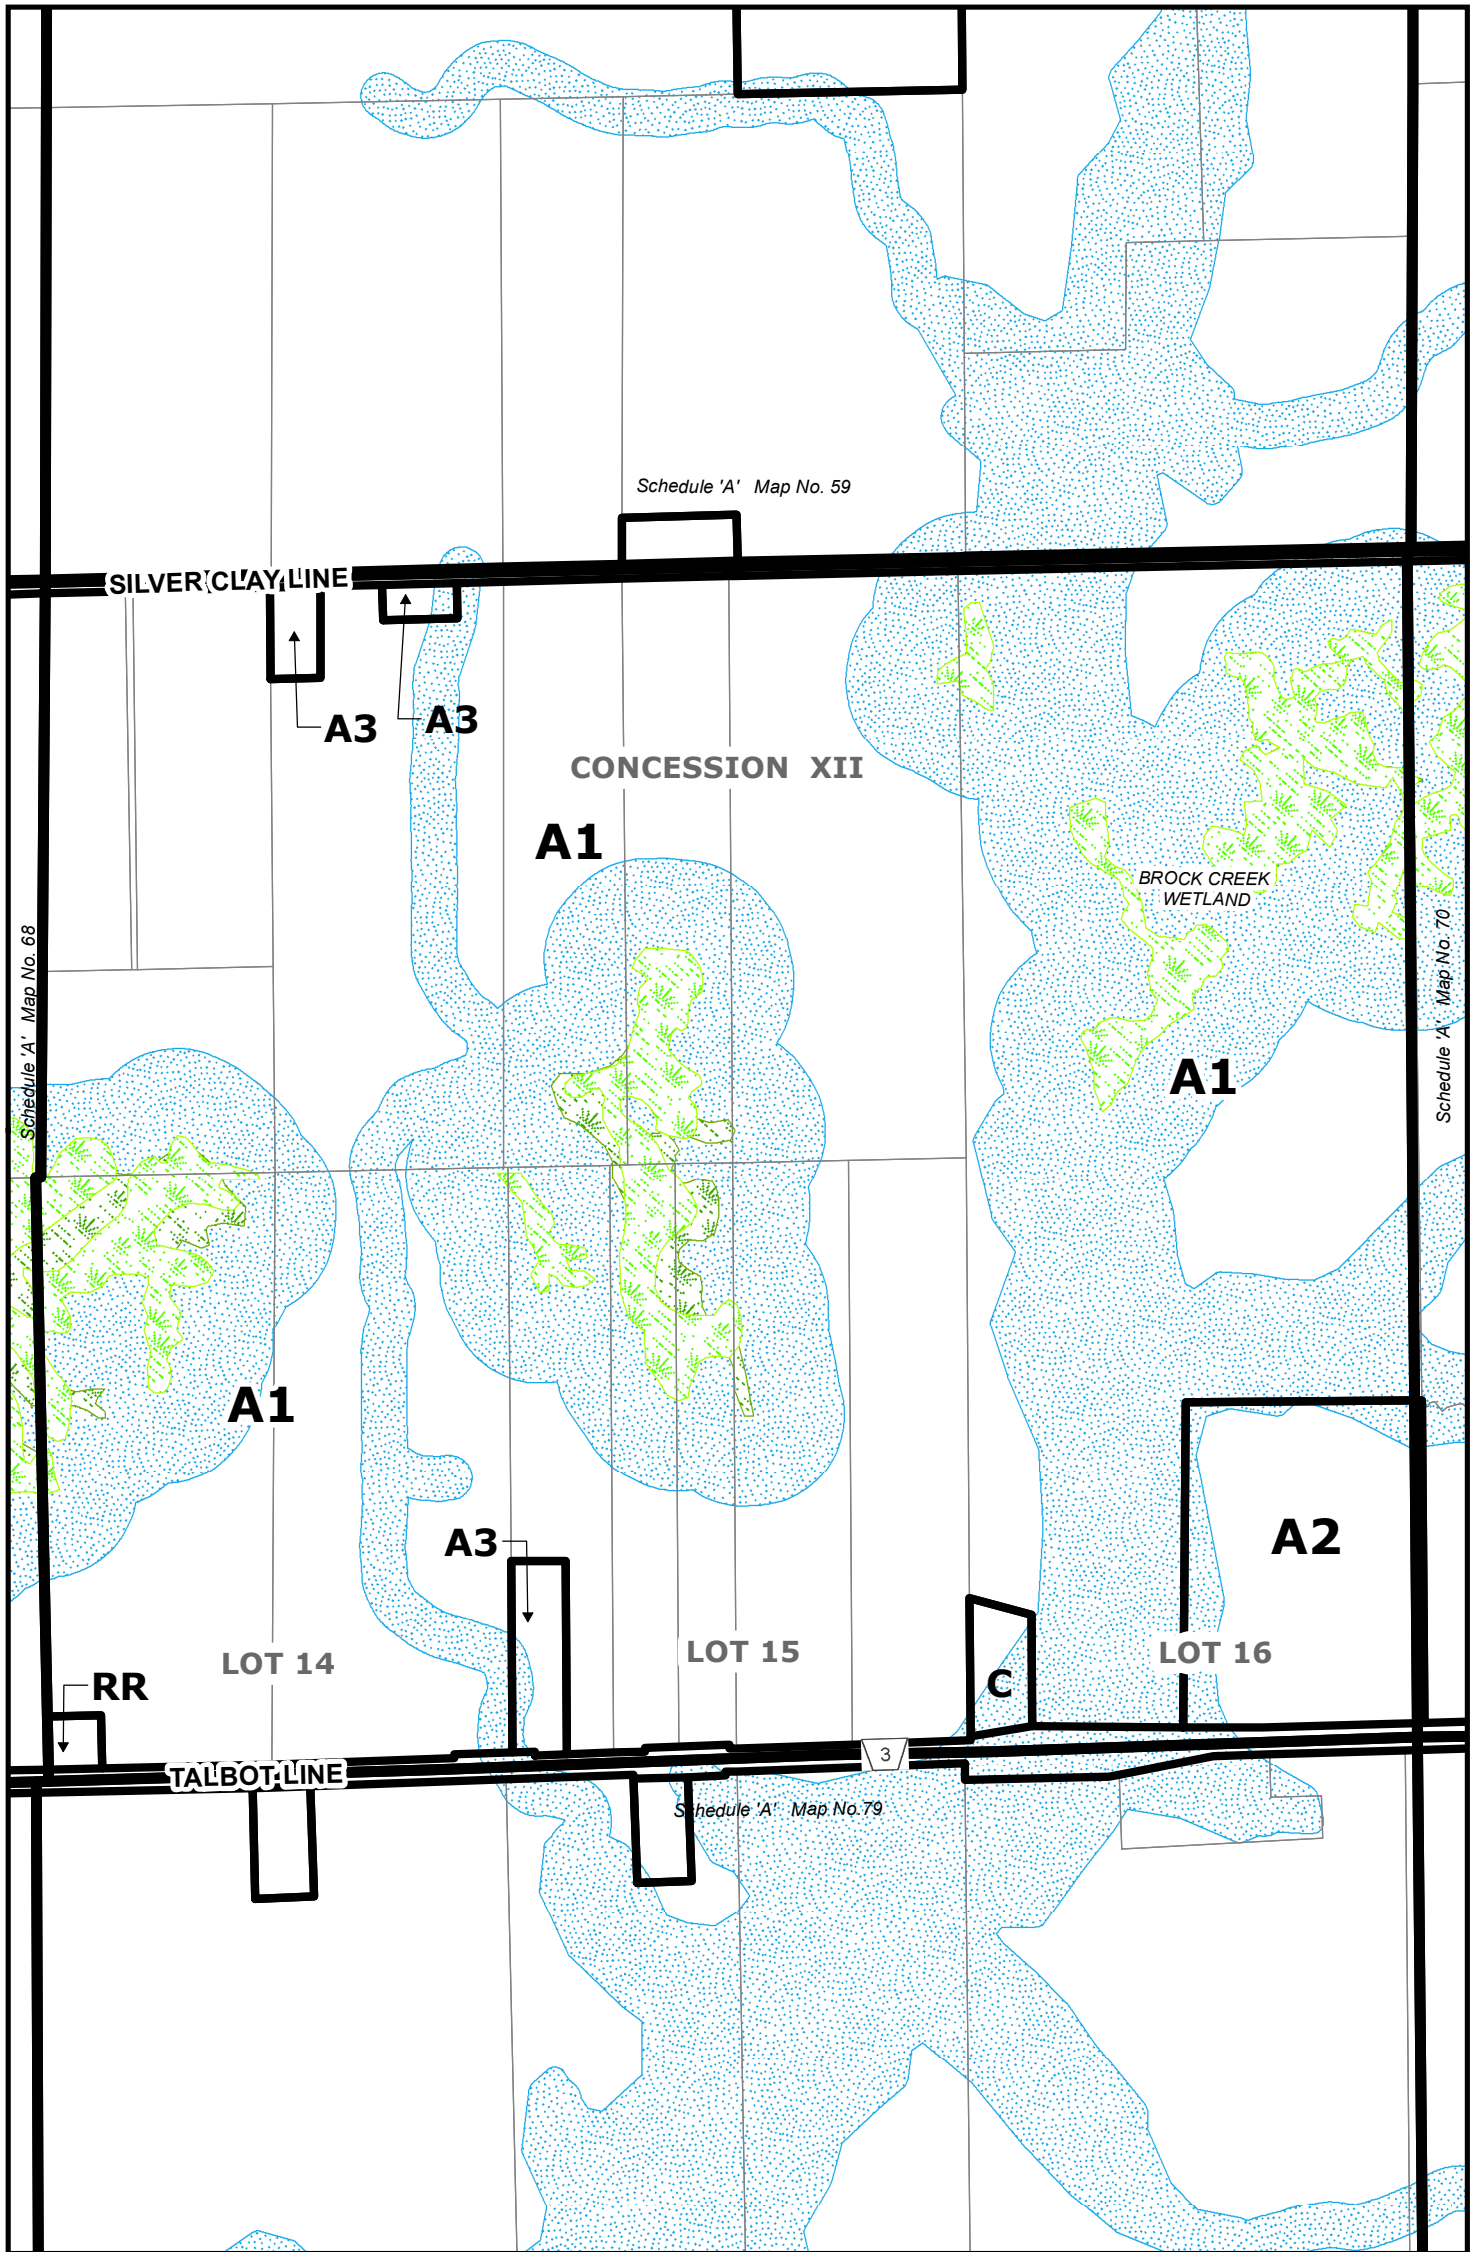 Schedule 'A' Map No. 59
SILVER CLAY LINE
A3
A3
CONCESSION XII
A1
BROCK CREEK
WETLAND
Schedule 'A' Map No. 68
Schedule 'A' Map No. 70
A1
A1
A3
A2
LOT 14
LOT 15
LOT 16
RR
C
3
TALBOT LINE
Schedule 'A' Map No.79